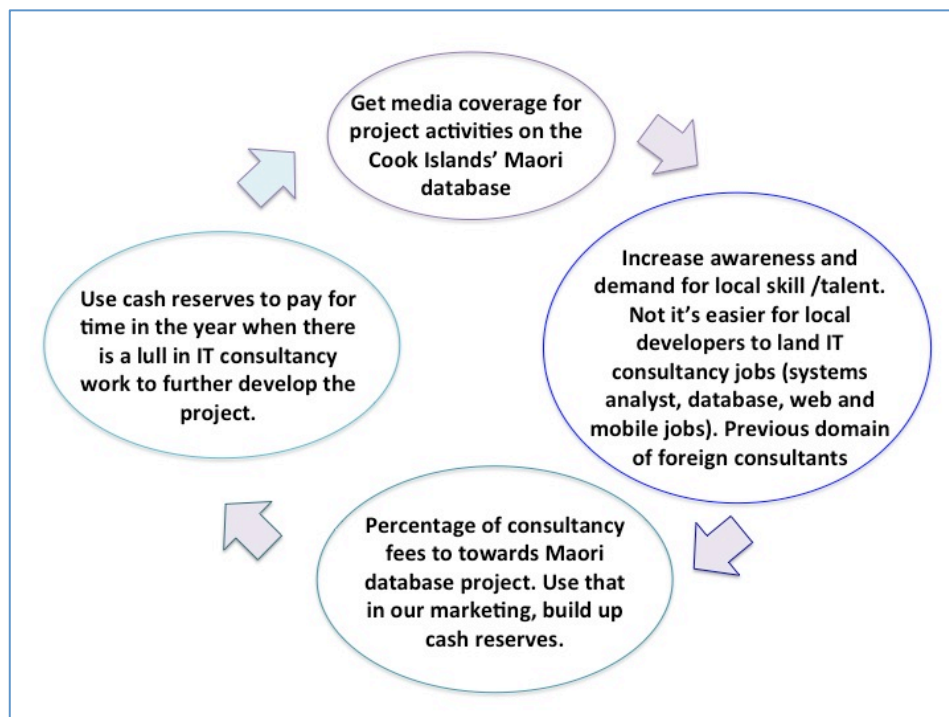 Get media coverage for
project activities on the
Cook Islands’ Maori
database
Increase awareness and
demand for local skill /talent.
Not it’s easier for local
developers to land IT
consultancy jobs (systems
analyst, database, web and
mobile jobs). Previous domain
of foreign consultants
Percentage of consultancy
fees to towards Maori
database project. Use that
in our marketing, build up
cash reserves.
Use cash reserves to pay for
time in the year when there
is a lull in IT consultancy
work to further develop the
project.